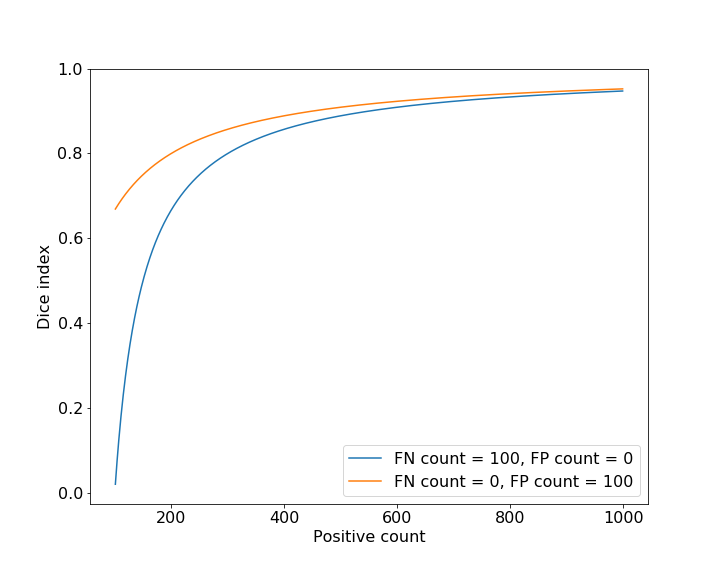 1.0
0.8
0.6
0.4
0.2
0.0
Dice index
FN count = 100, FP count = 0
FN count = 0, FP count = 100
200 400 600 800 1000
Positive count